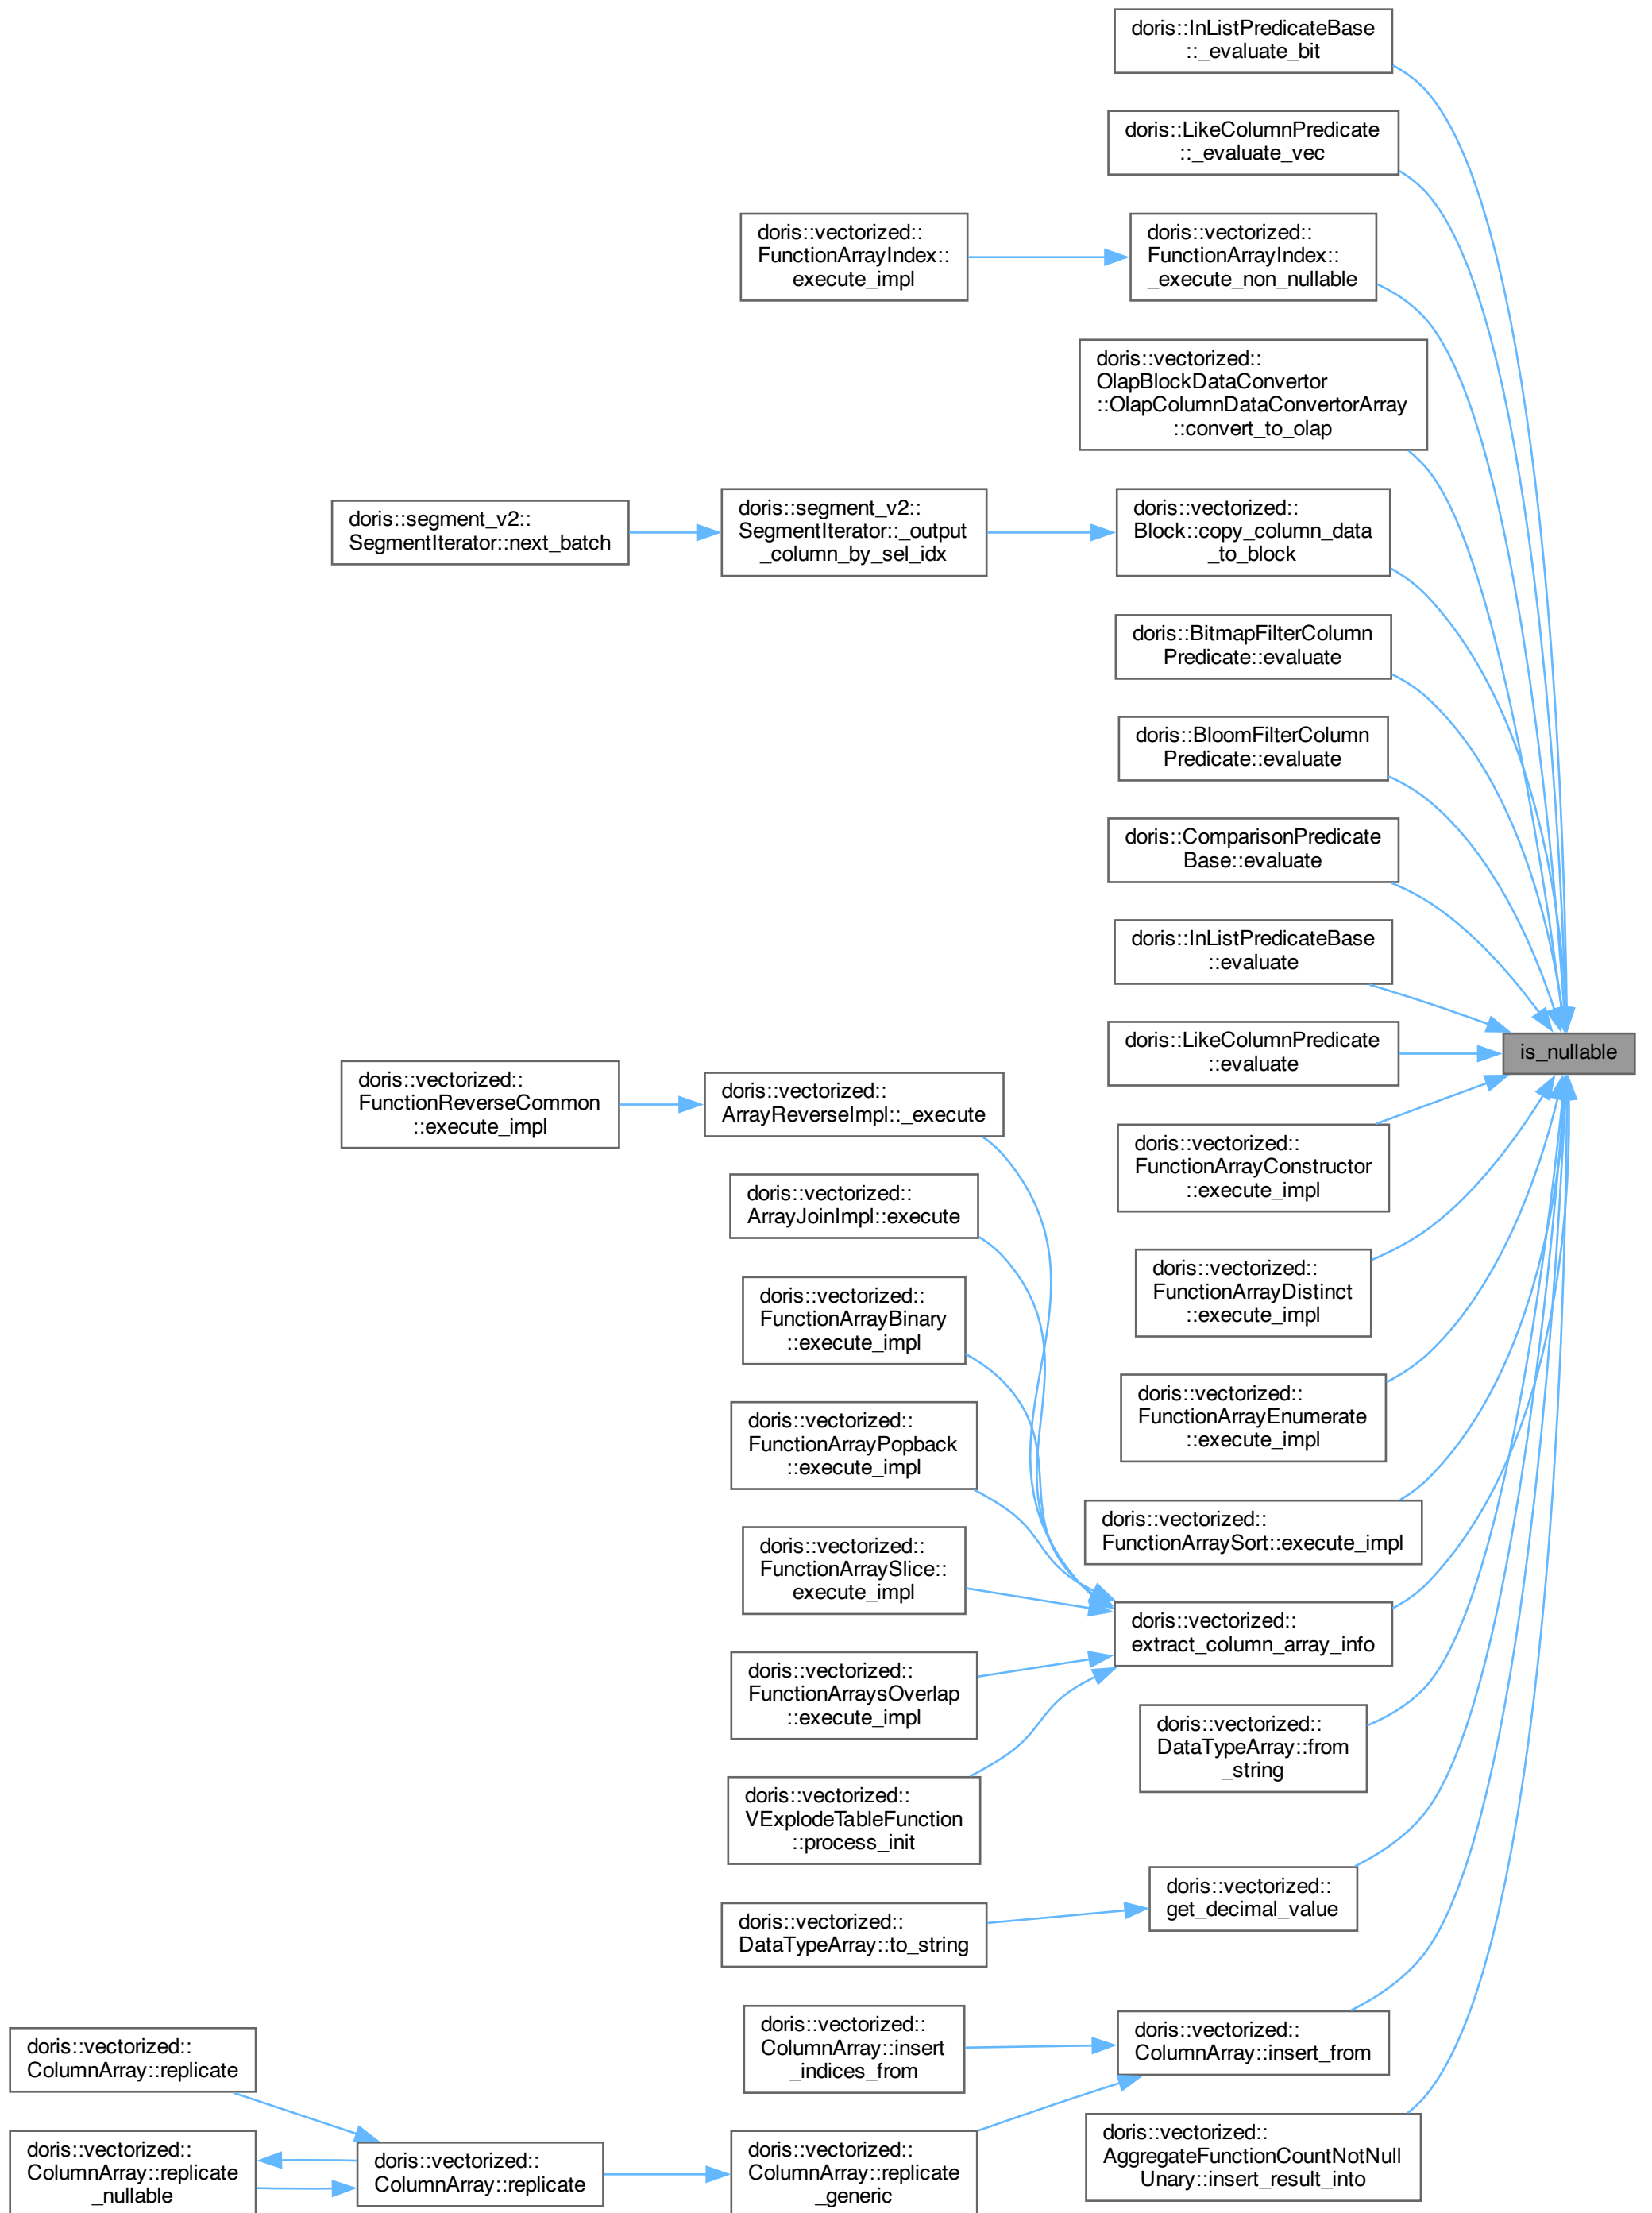 doris::InListPredicateBase
::_evaluate_bit
doris::LikeColumnPredicate
::_evaluate_vec
doris::vectorized::
FunctionArrayIndex::
execute_impl
doris::vectorized::
FunctionArrayIndex::
_execute_non_nullable
doris::vectorized::
OlapBlockDataConvertor
::OlapColumnDataConvertorArray
::convert_to_olap
doris::segment_v2::
SegmentIterator::next_batch
doris::segment_v2::
SegmentIterator::_output
_column_by_sel_idx
doris::vectorized::
Block::copy_column_data
_to_block
doris::BitmapFilterColumn
Predicate::evaluate
doris::BloomFilterColumn
Predicate::evaluate
doris::ComparisonPredicate
Base::evaluate
doris::InListPredicateBase
::evaluate
is_nullable
doris::LikeColumnPredicate
::evaluate
doris::vectorized::
FunctionReverseCommon
::execute_impl
doris::vectorized::
ArrayReverseImpl::_execute
doris::vectorized::
FunctionArrayConstructor
::execute_impl
doris::vectorized::
ArrayJoinImpl::execute
doris::vectorized::
FunctionArrayDistinct
::execute_impl
doris::vectorized::
FunctionArrayBinary
::execute_impl
doris::vectorized::
FunctionArrayEnumerate
::execute_impl
doris::vectorized::
FunctionArrayPopback
::execute_impl
doris::vectorized::
FunctionArraySort::execute_impl
doris::vectorized::
FunctionArraySlice::
execute_impl
doris::vectorized::
extract_column_array_info
doris::vectorized::
FunctionArraysOverlap
::execute_impl
doris::vectorized::
DataTypeArray::from
_string
doris::vectorized::
VExplodeTableFunction
::process_init
doris::vectorized::
get_decimal_value
doris::vectorized::
DataTypeArray::to_string
doris::vectorized::
ColumnArray::insert
_indices_from
doris::vectorized::
ColumnArray::insert_from
doris::vectorized::
ColumnArray::replicate
doris::vectorized::
AggregateFunctionCountNotNull
Unary::insert_result_into
doris::vectorized::
ColumnArray::replicate
_nullable
doris::vectorized::
ColumnArray::replicate
doris::vectorized::
ColumnArray::replicate
_generic